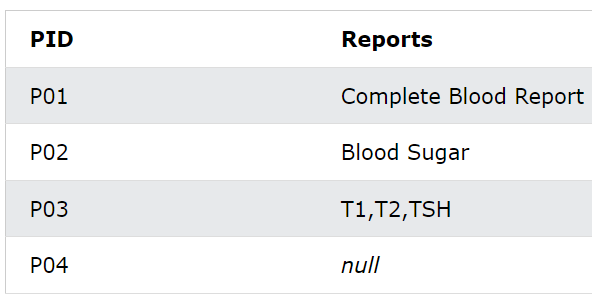 PID Reports
P01 Complete Blood Report
P02 Blood Sugar
P03 T1,T2,TSH
P04 null